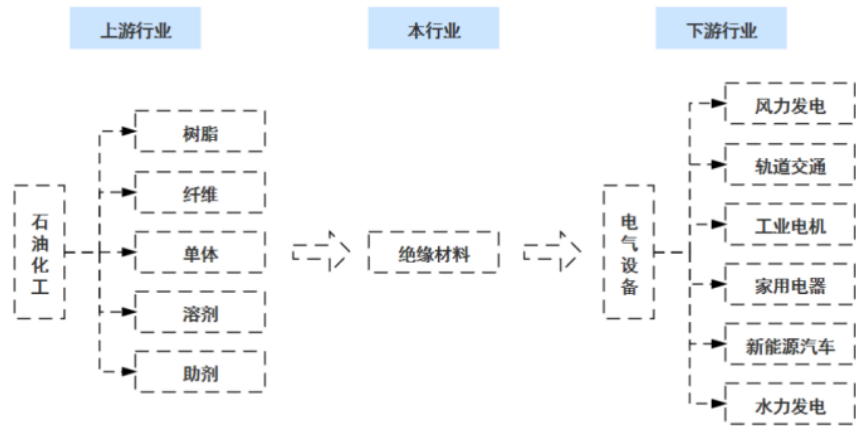 上游行业
本行业
下游行业
石油化工
树脂
纤维
单体
溶剂
助剂
绝缘材料
电气设备
风力发电
轨道交通
工业电机
家用电器
新能源汽车
水力发电